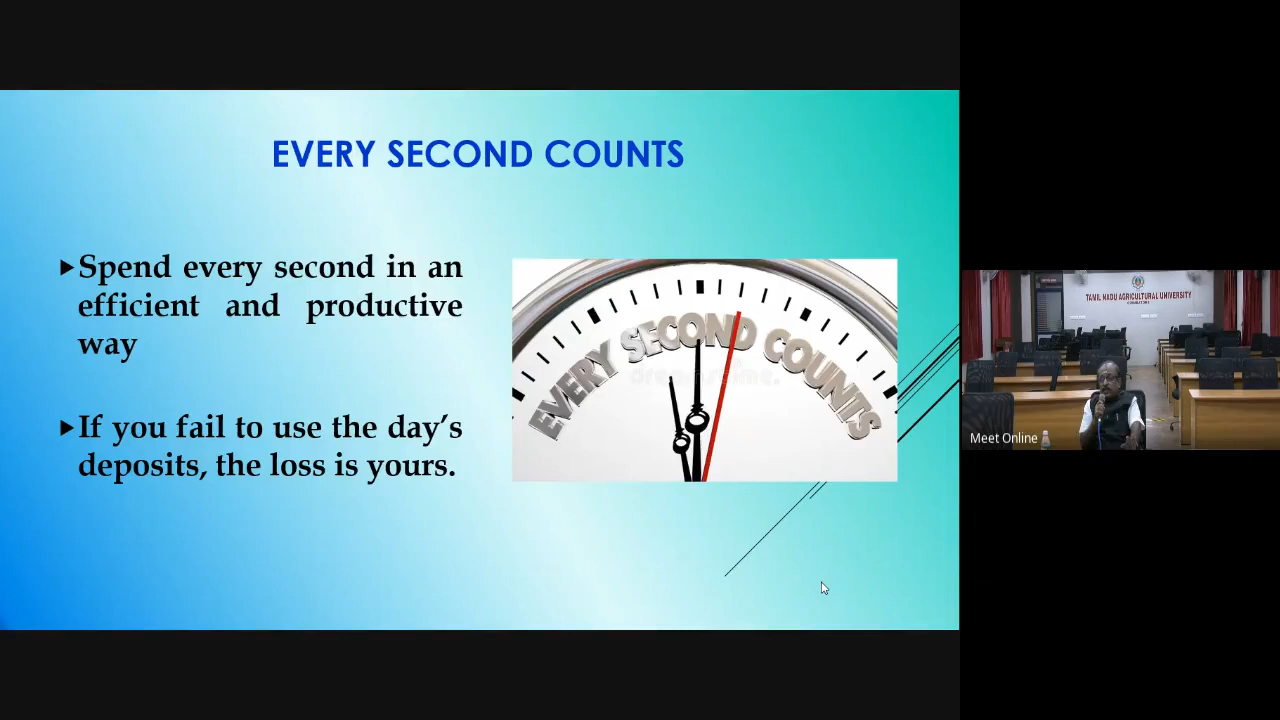 EVERY SECOND COUNTS
Spend every second in an
efficient and productive
way
If you fail to use the day's
deposits, the loss is yours.
EVERY SECOND COUNTS
dreamstime.
TAMIL NADU AGRICULTURAL UNIVERSITY
Meet Online